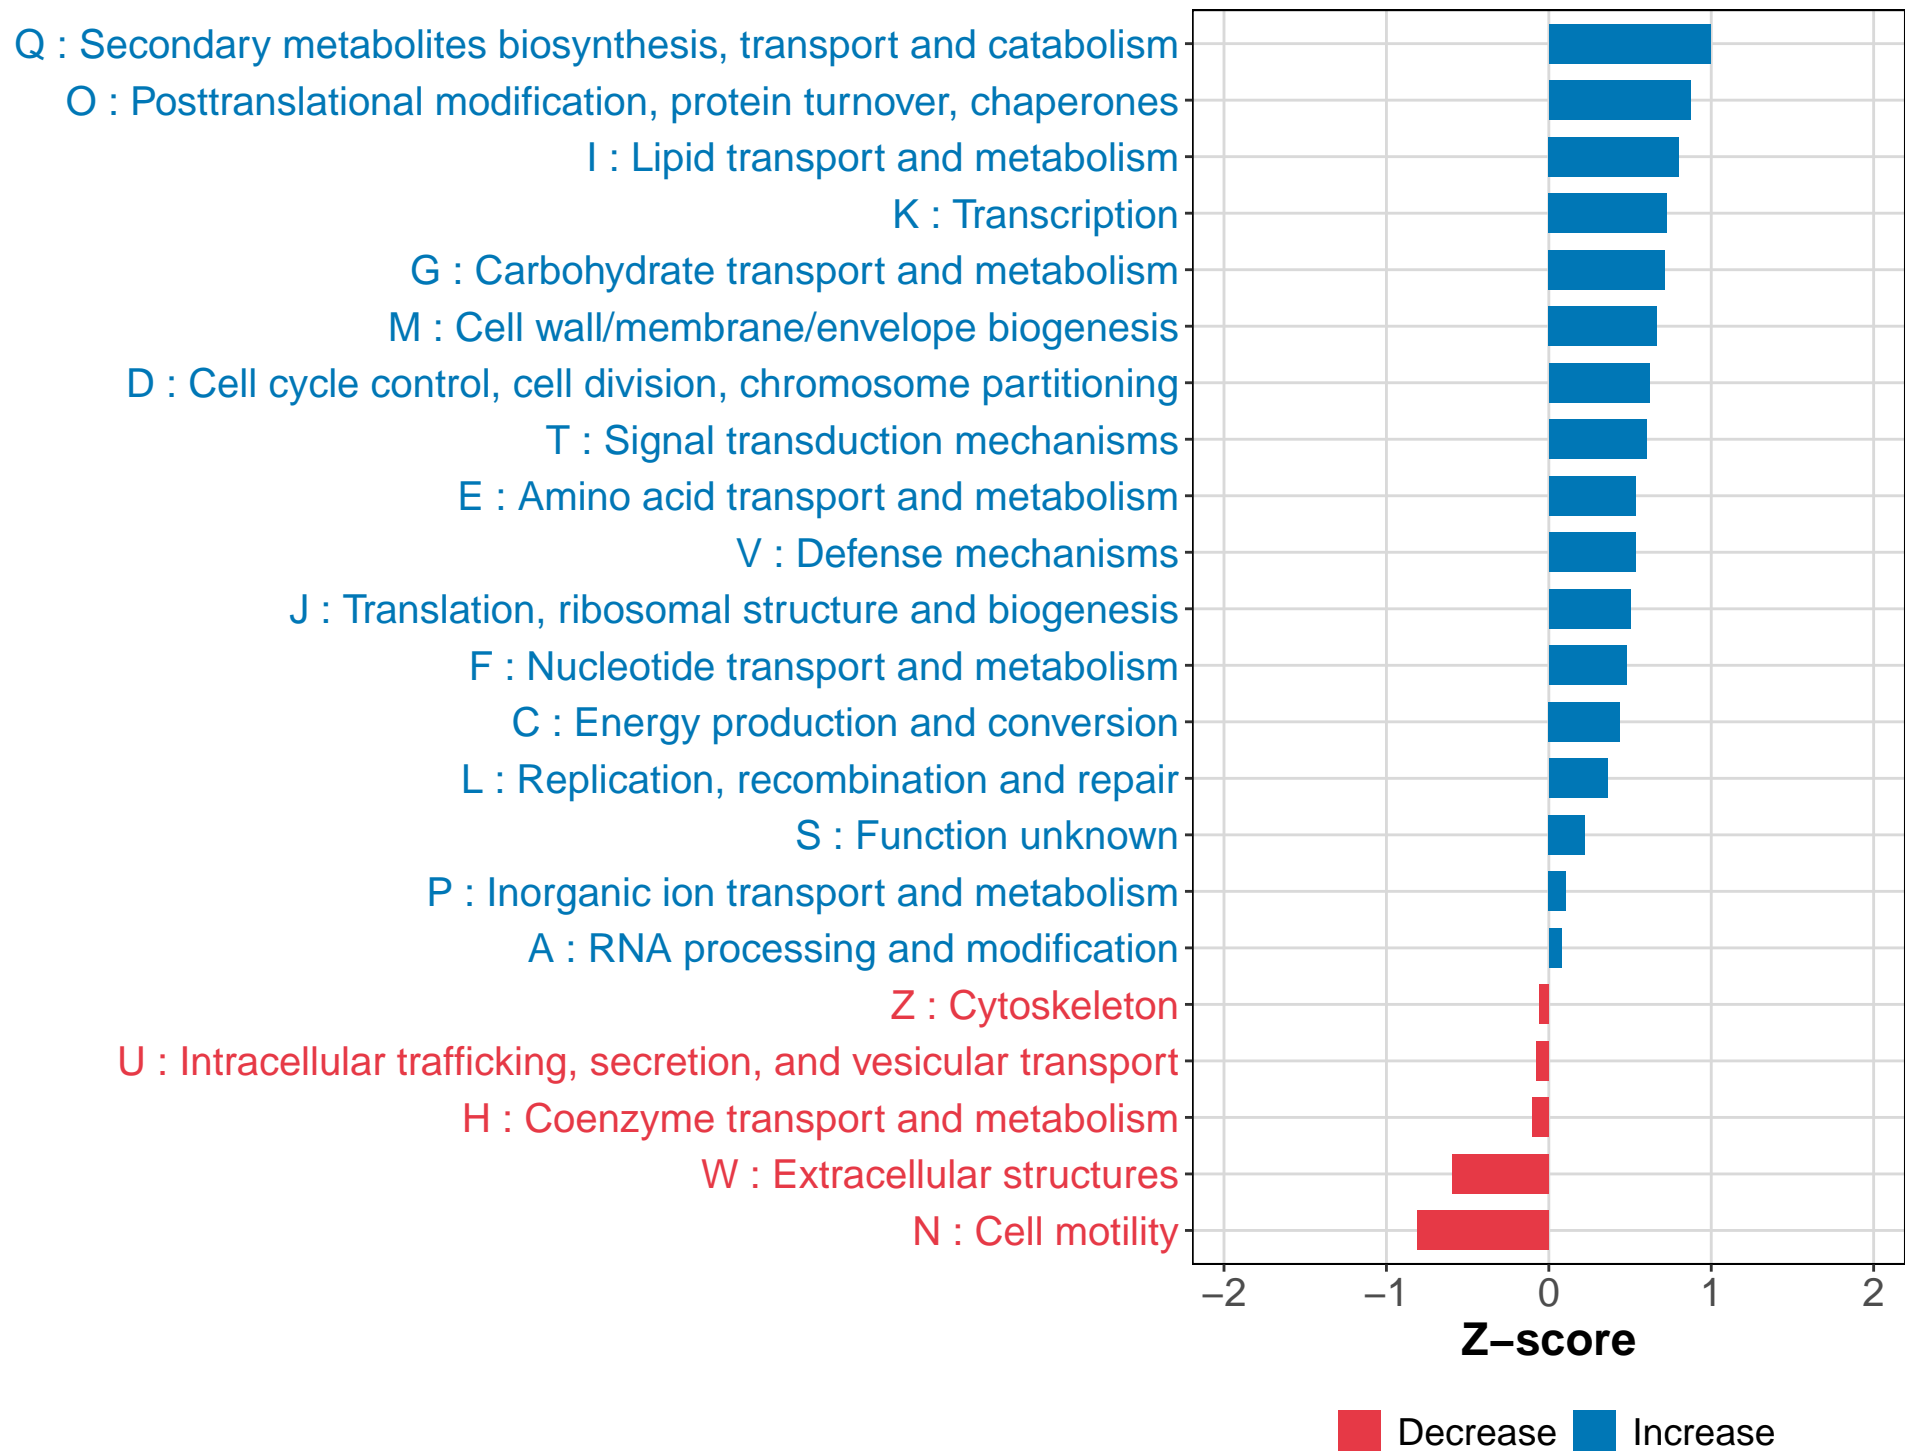 Q : Secondary metabolites biosynthesis, transport and catabolism
O : Posttranslational modification, protein turnover, chaperones
I : Lipid transport and metabolism
K : Transcription
G : Carbohydrate transport and metabolism
M : Cell wall/membrane/envelope biogenesis
D : Cell cycle control, cell division, chromosome partitioning
T : Signal transduction mechanisms
E : Amino acid transport and metabolism
V : Defense mechanisms
J : Translation, ribosomal structure and biogenesis
F : Nucleotide transport and metabolism
C : Energy production and conversion
L : Replication, recombination and repair
S : Function unknown
P : Inorganic ion transport and metabolism
A : RNA processing and modification
Z : Cytoskeleton
U : Intracellular trafficking, secretion, and vesicular transport
H : Coenzyme transport and metabolism
W : Extracellular structures
N : Cell motility
−2 −1 0 1 2
Z−score
Decrease Increase